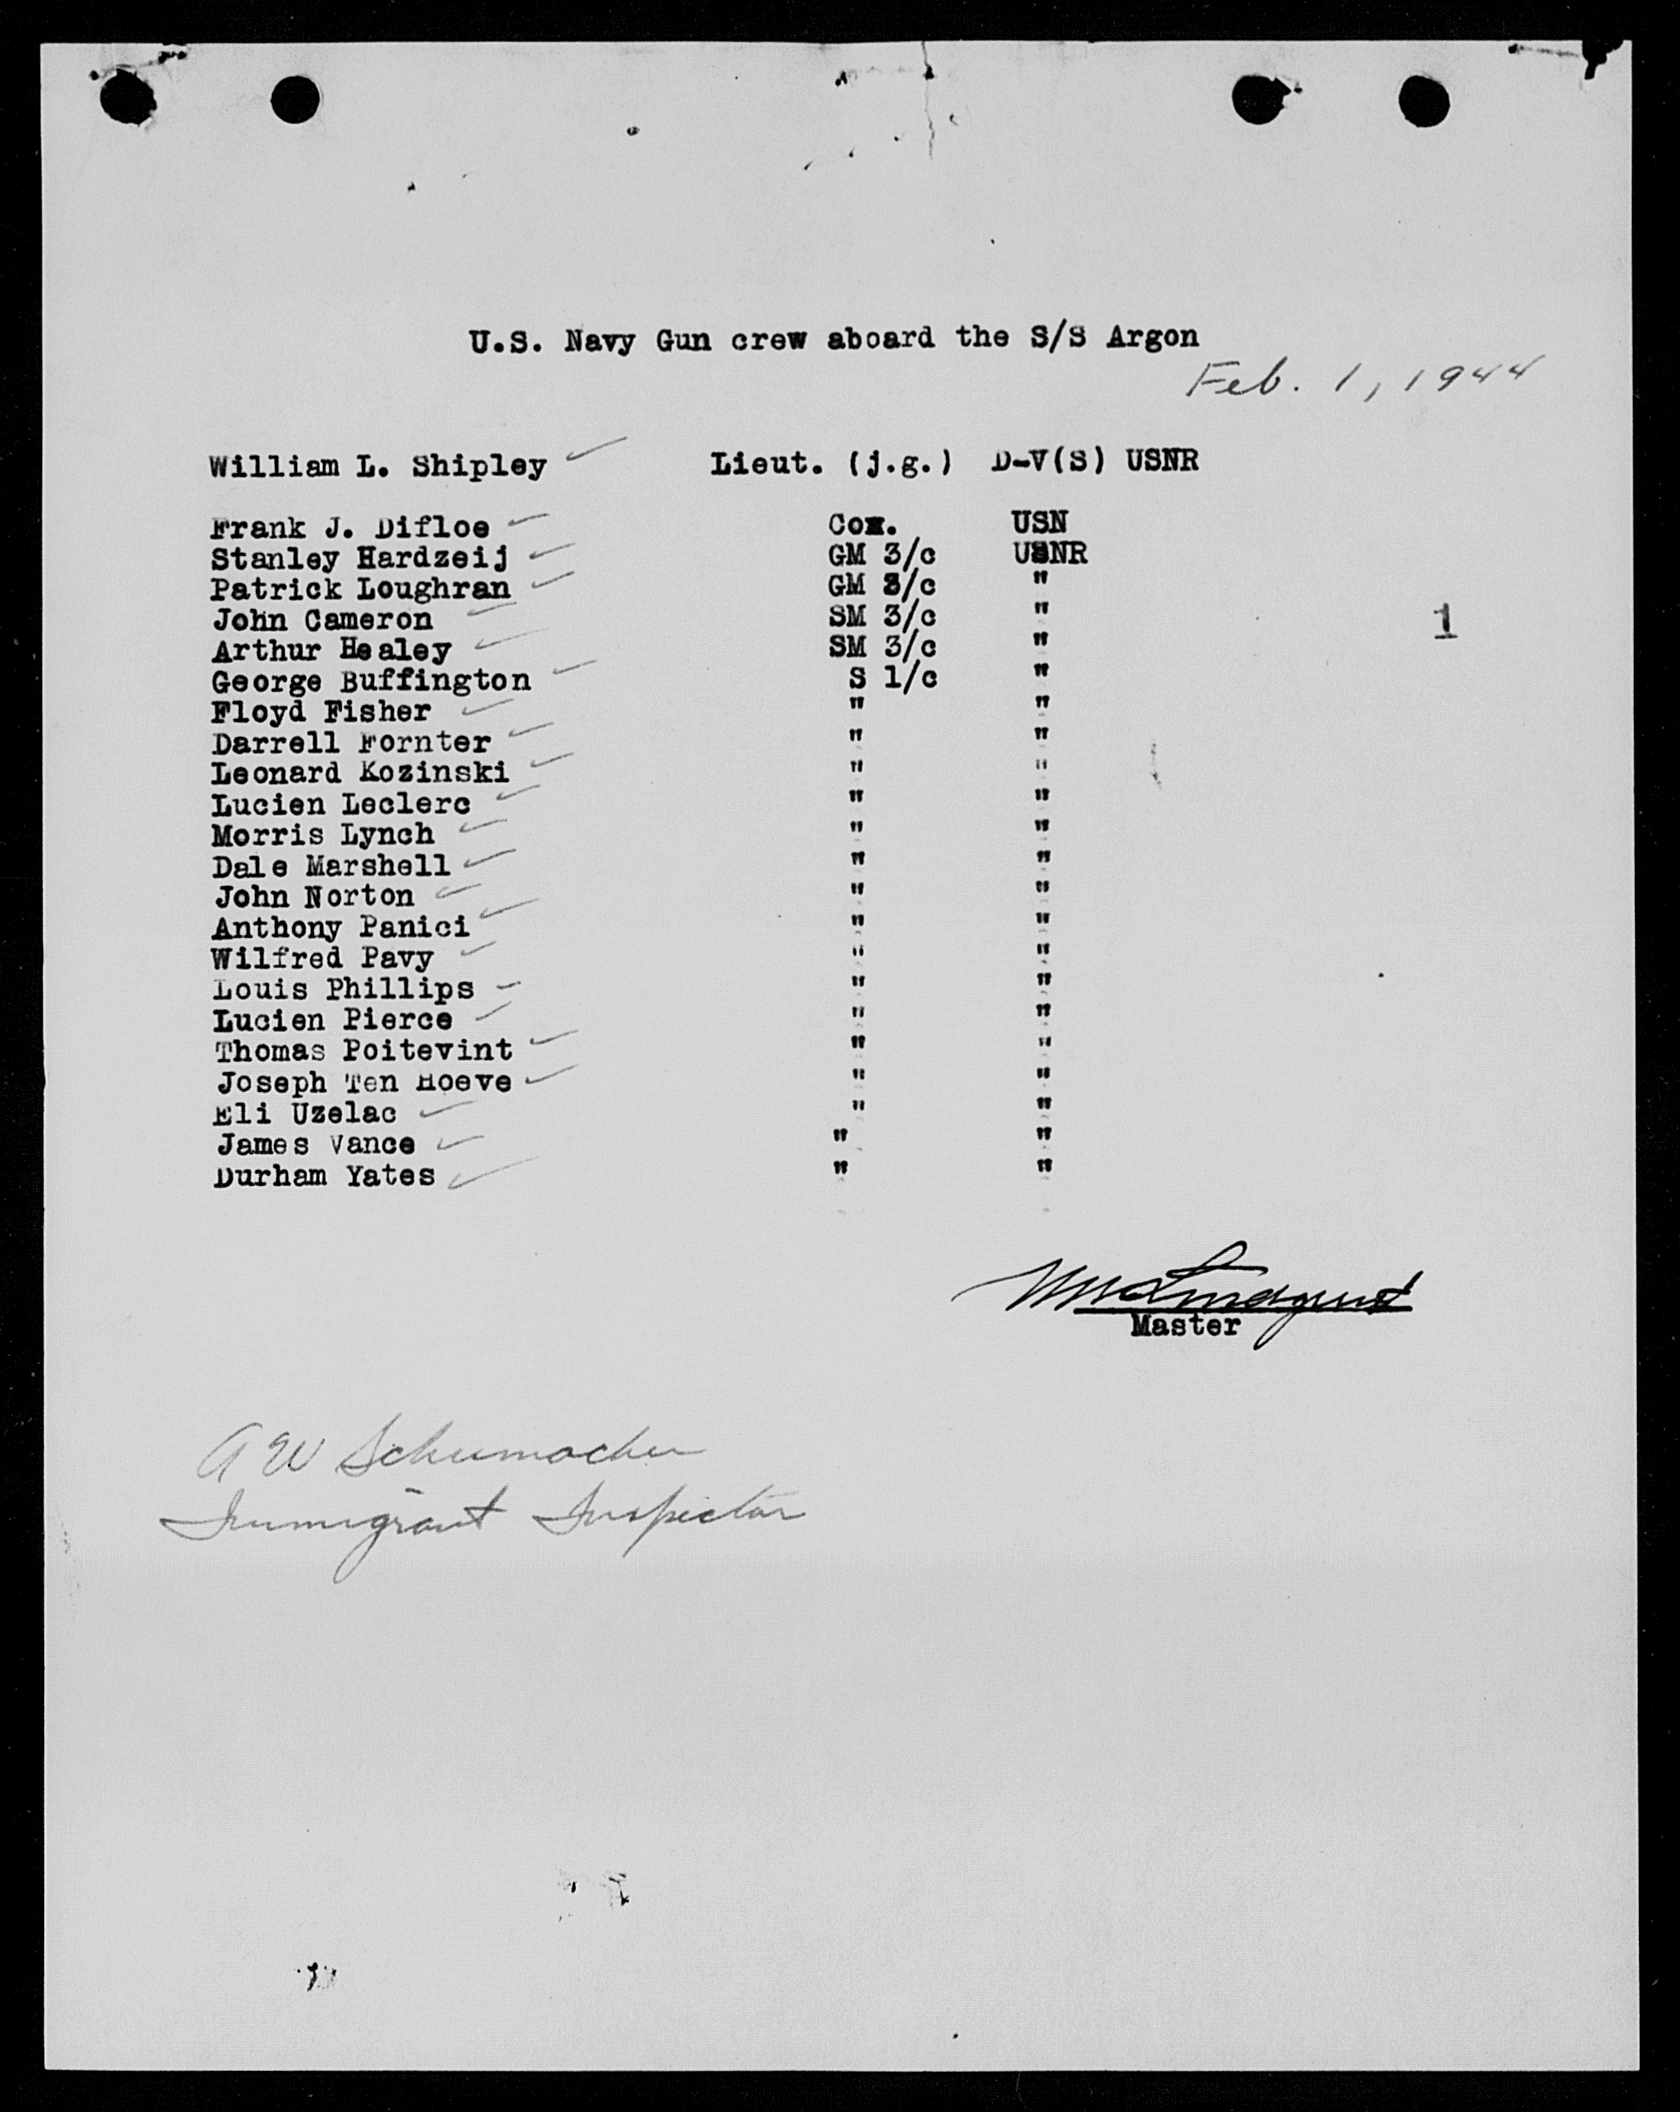 U.S. Navy Gun crew aboard the S/S Argon
Feb. 1, 1944
William L. Shipley Lieut. (j.g.) D-V(S) USNR
Frank J. Difloe Cox. USN
Stanley Hardzeij GM 3/c USNR
Patrick Loughran GM 3/c "
John Cameron SM 3/c "
1
Arthur Healey SM 3/c "
George Buffington S 1/c "
Floyd Fisher " "
Darrell Fornter " "
Leonard Kozinski " "
Lucien Leclerc " "
Morris Lynch " "
Dale Marshell " "
John Norton " "
Anthony Panici " "
Wilfred Pavy " "
Louis Phillips " "
Lucien Pierce " "
Thomas Poitevint " "
Joseph Ten Hoeve " "
Eli Uzelac " "
James Vance " "
Durham Yates " "
Master
A W Schumacher
Immigrant Inspector